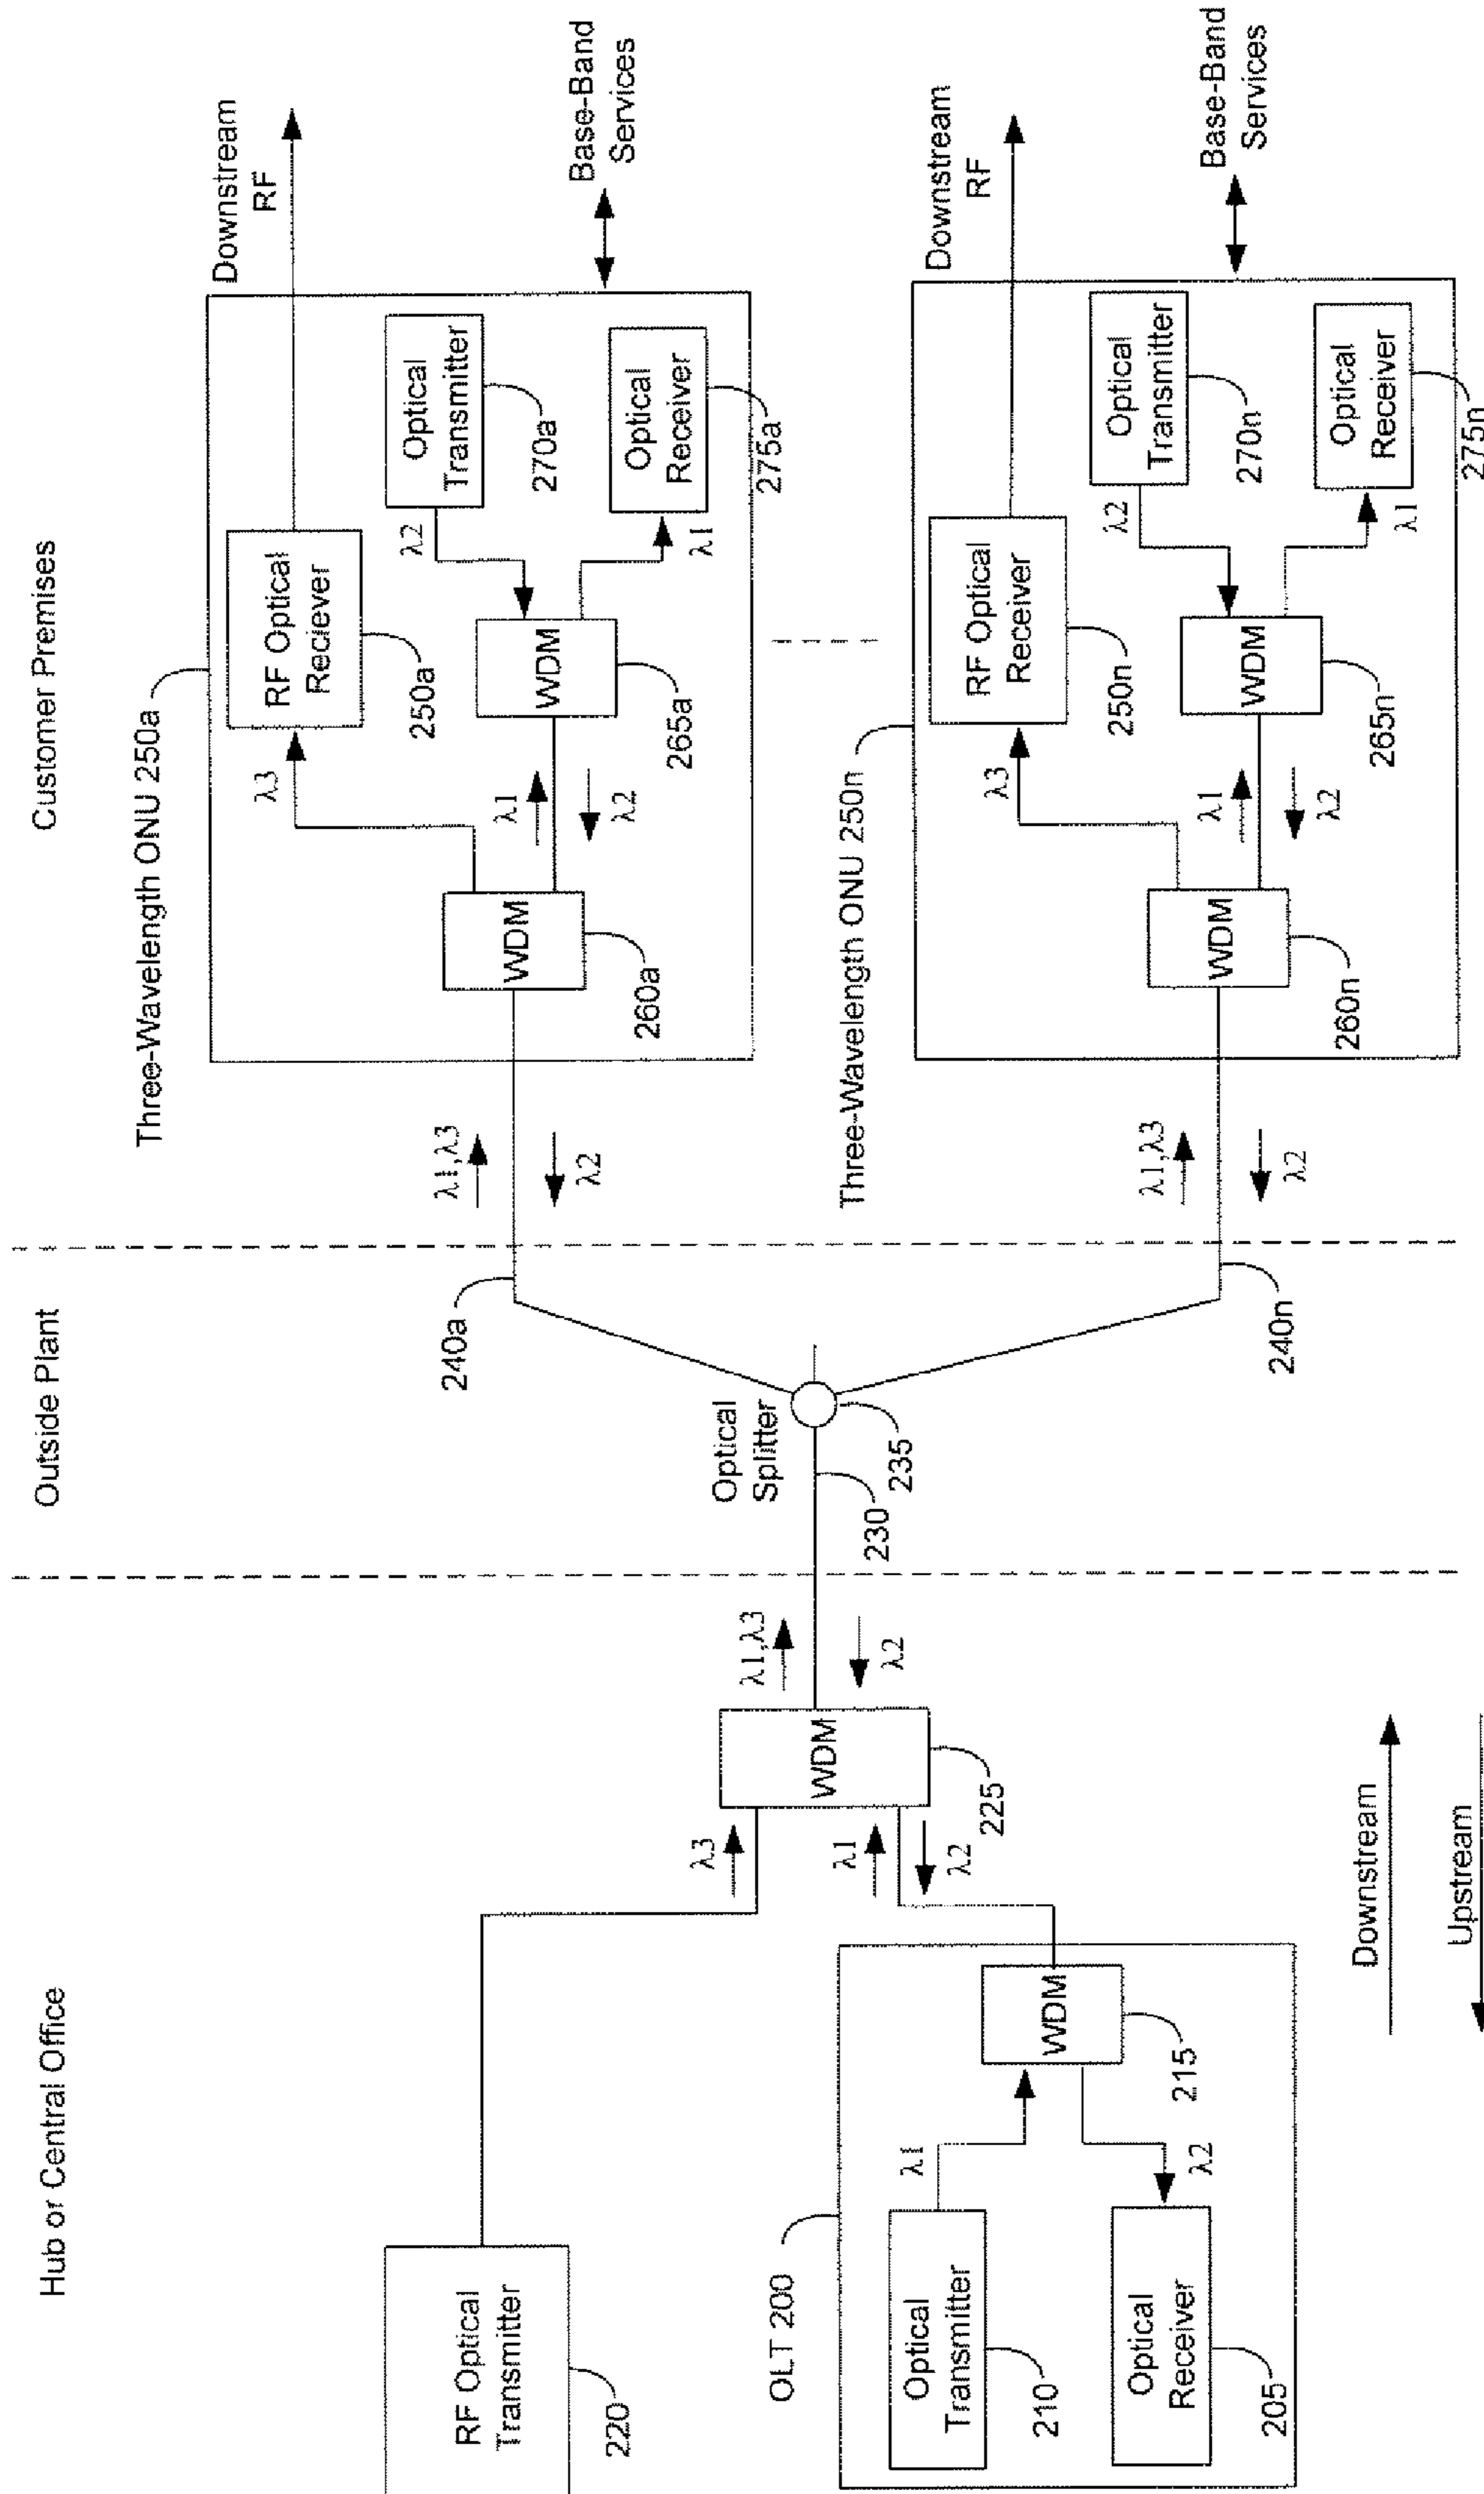 Hub or Central Office
Outside Plant
Customer Premises
RF Optical
Transmitter
220
OLT 200
Optical
Transmitter
210
Optical
Receiver
205
λ1
λ2
WDM
215
λ3
λ1
λ2
WDM
225
λ1,λ3
λ2
Downstream
Upstream
Optical
Splitter
230
235
240a
240n
λ1,λ3
λ2
Three-Wavelength ONU 250a
WDM
260a
λ3
λ1
λ2
RF Optical
Reciever
250a
WDM
265a
λ2
λ1
Optical
Transmitter
270a
Optical
Receiver
275a
Downstream
RF
Base-Band
Services
λ1,λ3
λ2
Three-Wavelength ONU 250n
WDM
260n
λ3
λ1
λ2
RF Optical
Receiver
250n
WDM
265n
λ2
λ1
Optical
Transmitter
270n
Optical
Receiver
275n
Downstream
RF
Base-Band
Services